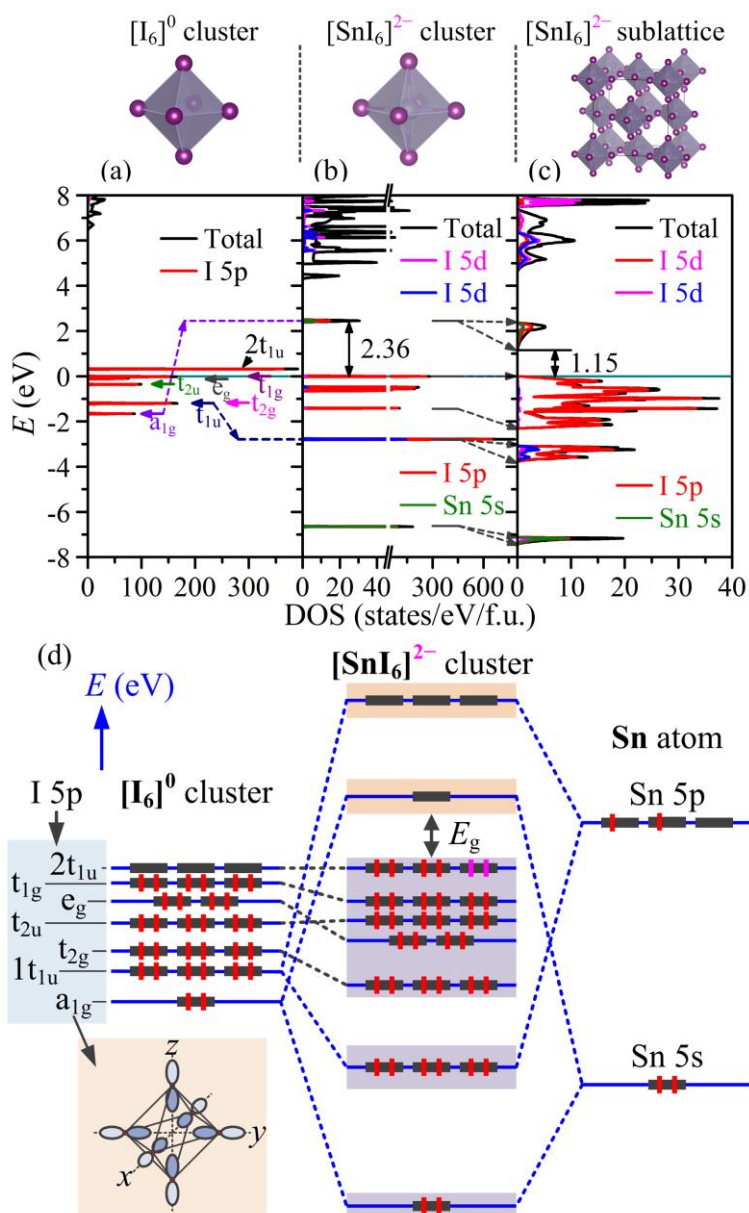 [I₆]⁰ cluster
[SnI₆]²⁻ cluster
[SnI₆]²⁻ sublattice
(a)
(b)
(c)
8
6
4
2
0
-2
-4
-6
-8
E (eV)
Total
I 5p
2t₁ᵤ
t₂ᵤ
e_g
t₁g
a₁g
t₁ᵤ
t₂g
0
100
200
300
Total
I 5d
I 5d
2.36
I 5p
Sn 5s
0
20
40
300
600
Total
I 5d
I 5d
1.15
I 5p
Sn 5s
0
10
20
30
40
DOS (states/eV/f.u.)
(d)
[SnI₆]²⁻ cluster
E (eV)
Sn atom
I 5p
[I₆]⁰ cluster
Sn 5p
E_g
2t₁ᵤ
t₁g
e_g
t₂ᵤ
t₂g
1t₁ᵤ
a₁g
Sn 5s
z
y
x